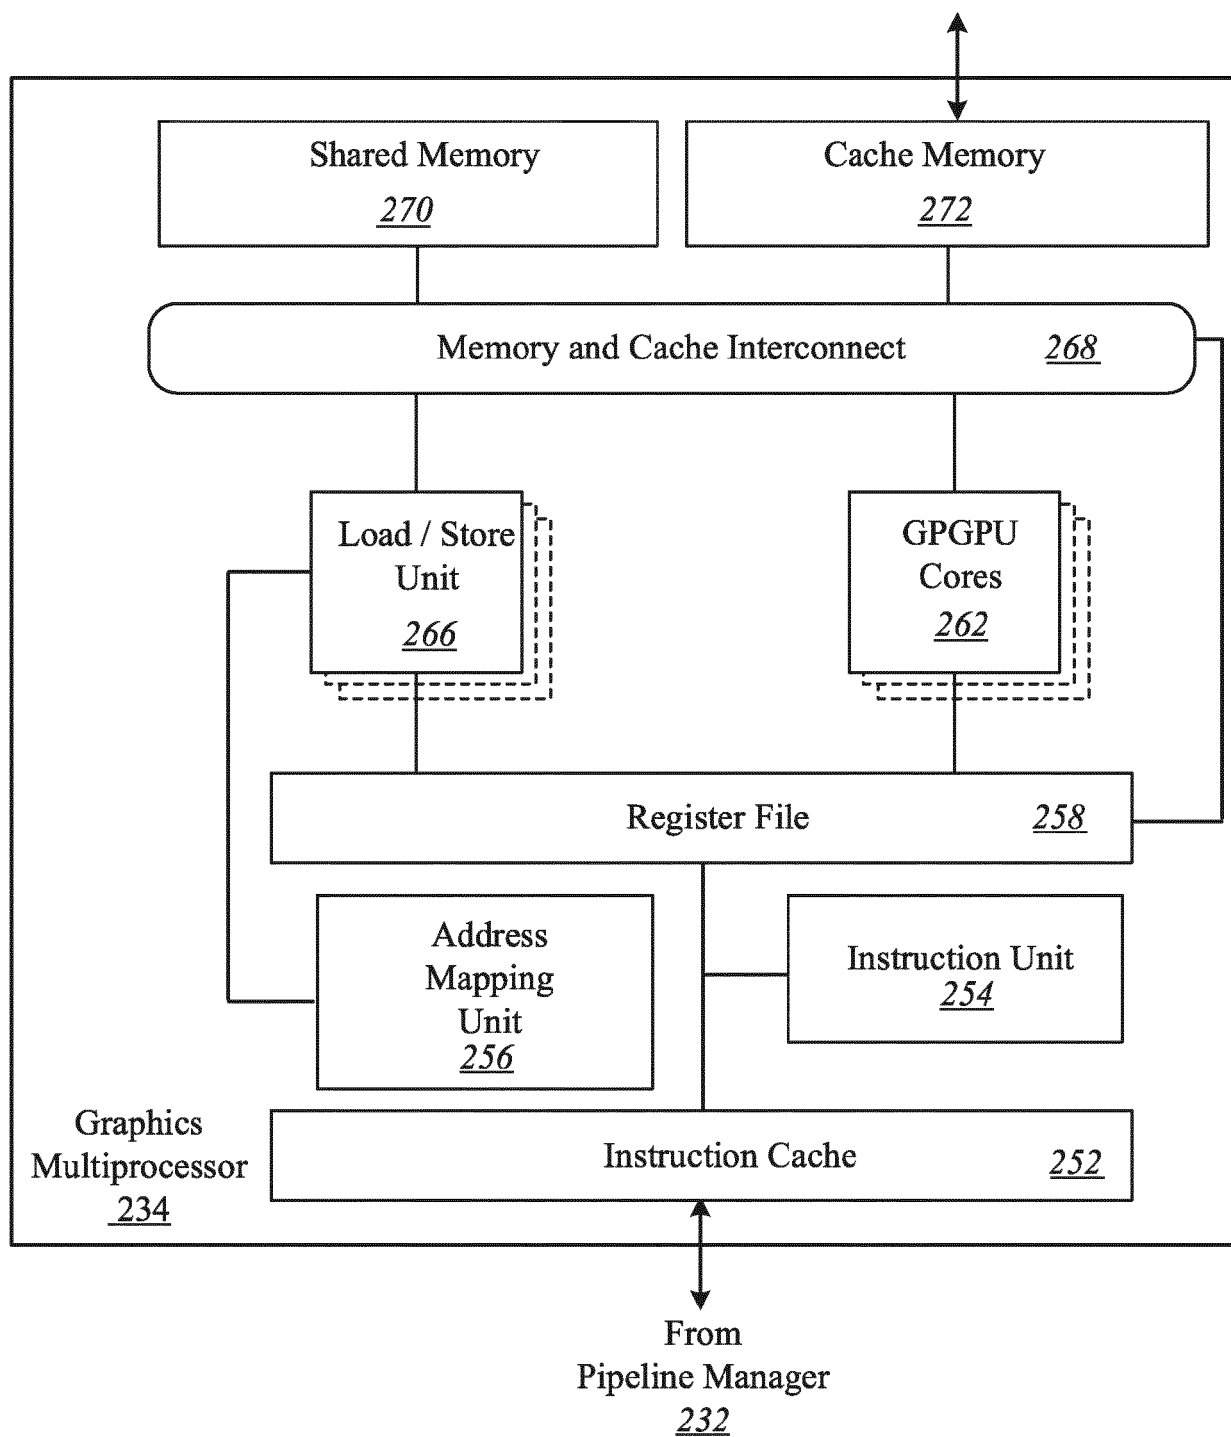 Shared Memory
270
Cache Memory
272
Memory and Cache Interconnect 268
Load / Store
Unit
266
GPGPU
Cores
262
Register File 258
Address
Mapping
Unit
256
Instruction Unit
254
Graphics
Multiprocessor
234
Instruction Cache 252
From
Pipeline Manager
232